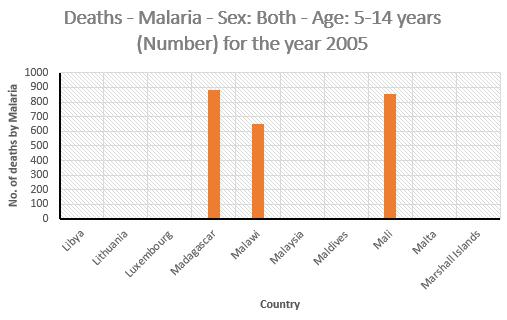 Deaths - Malaria - Sex: Both - Age: 5-14 years
(Number) for the year 2005
No. of deaths by Malaria
1000
900
800
700
600
500
400
300
200
100
0
Libya
Lithuania
Luxembourg
Madagascar
Malawi
Malaysia
Maldives
Mali
Malta
Marshall Islands
Country